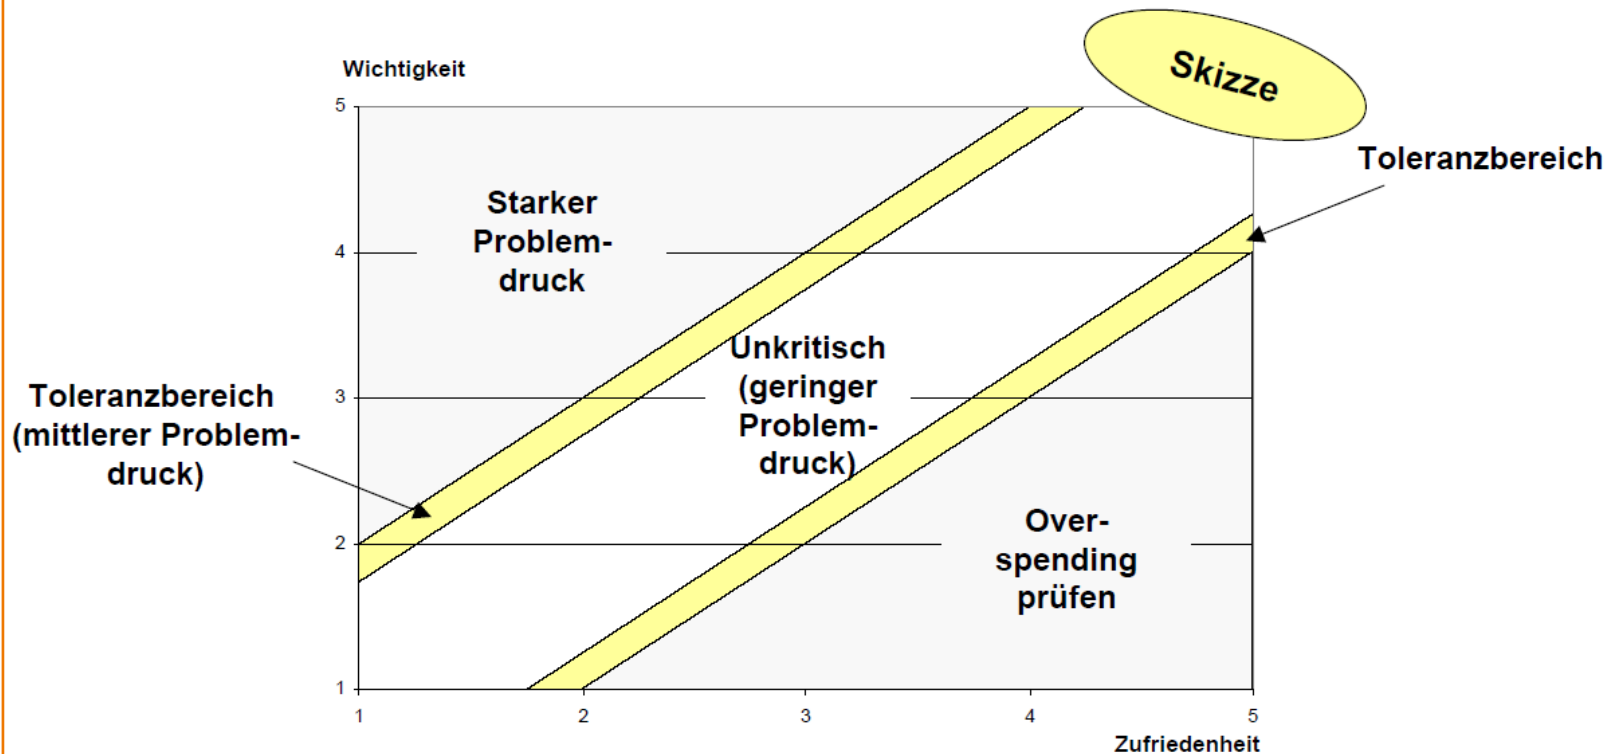 Skizze
Wichtigkeit
5
Toleranzbereich
Starker
Problem-
druck
4
Unkritisch
(geringer
Problem-
druck)
3
Toleranzbereich
(mittlerer Problem-
druck)
Over-
spending
prüfen
2
1
1 2 3 4 5
Zufriedenheit